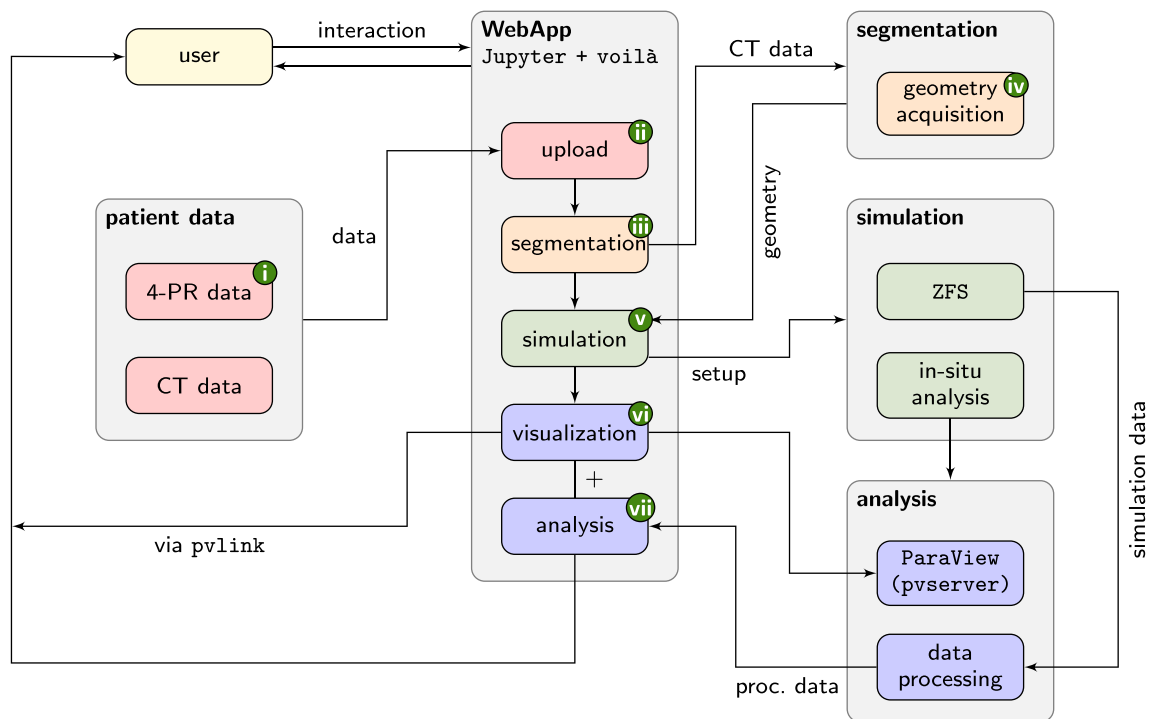 user
interaction
WebApp
Jupyter + voilà
upload
ii
segmentation
iii
simulation
v
visualization
vi
+
analysis
vii
patient data
4-PR data
i
CT data
data
CT data
geometry
setup
segmentation
geometry
acquisition
iv
simulation
ZFS
in-situ
analysis
simulation data
analysis
ParaView
(pvserver)
data
processing
proc. data
via pvlink